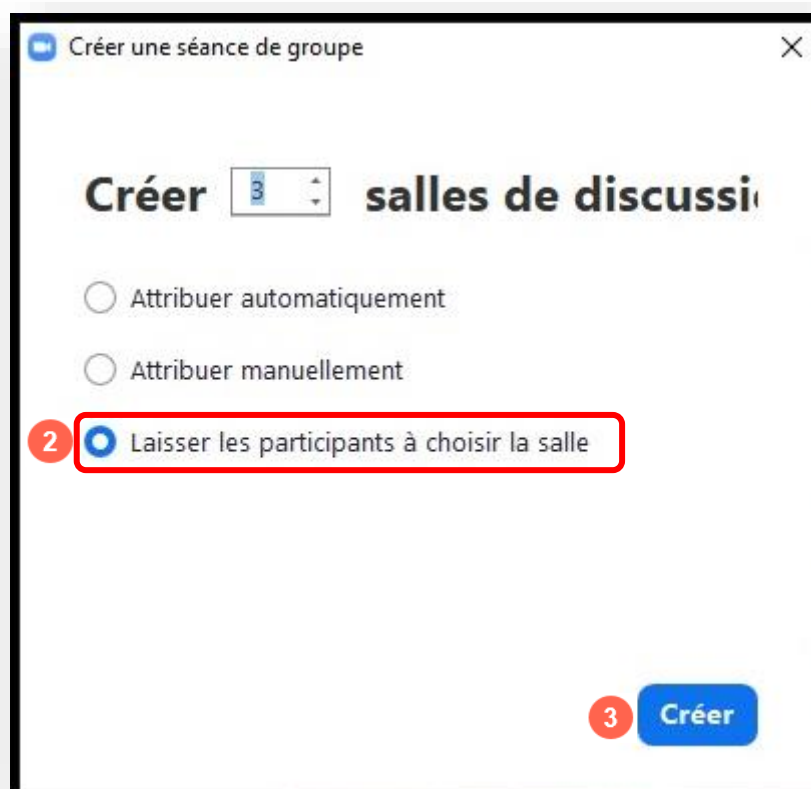 Créer une séance de groupe
Créer 3 salles de discussi
Attribuer automatiquement
Attribuer manuellement
2 Laisser les participants à choisir la salle
3 Créer